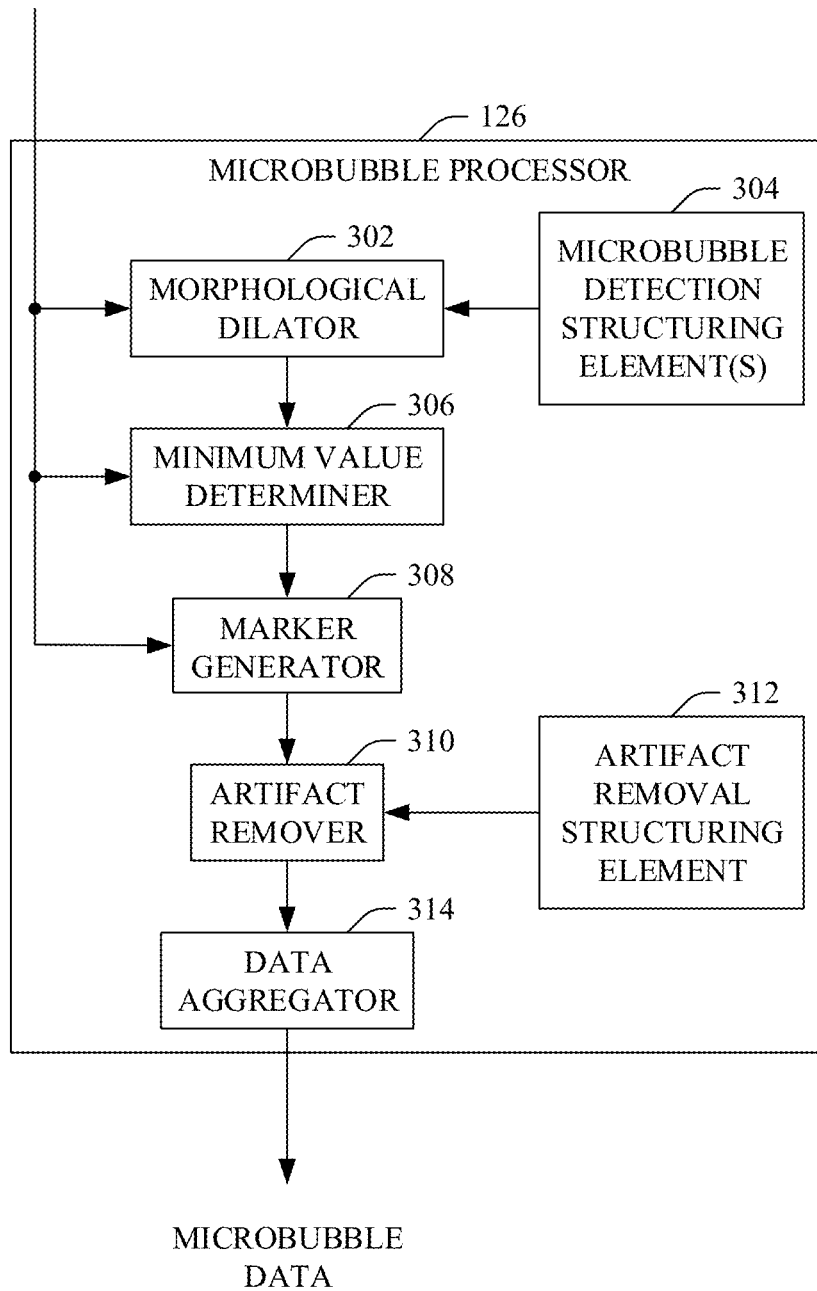 126
MICROBUBBLE PROCESSOR
302
MORPHOLOGICAL
DILATOR
304
MICROBUBBLE
DETECTION
STRUCTURING
ELEMENT(S)
306
MINIMUM VALUE
DETERMINER
308
MARKER
GENERATOR
310
ARTIFACT
REMOVER
312
ARTIFACT
REMOVAL
STRUCTURING
ELEMENT
314
DATA
AGGREGATOR
MICROBUBBLE
DATA